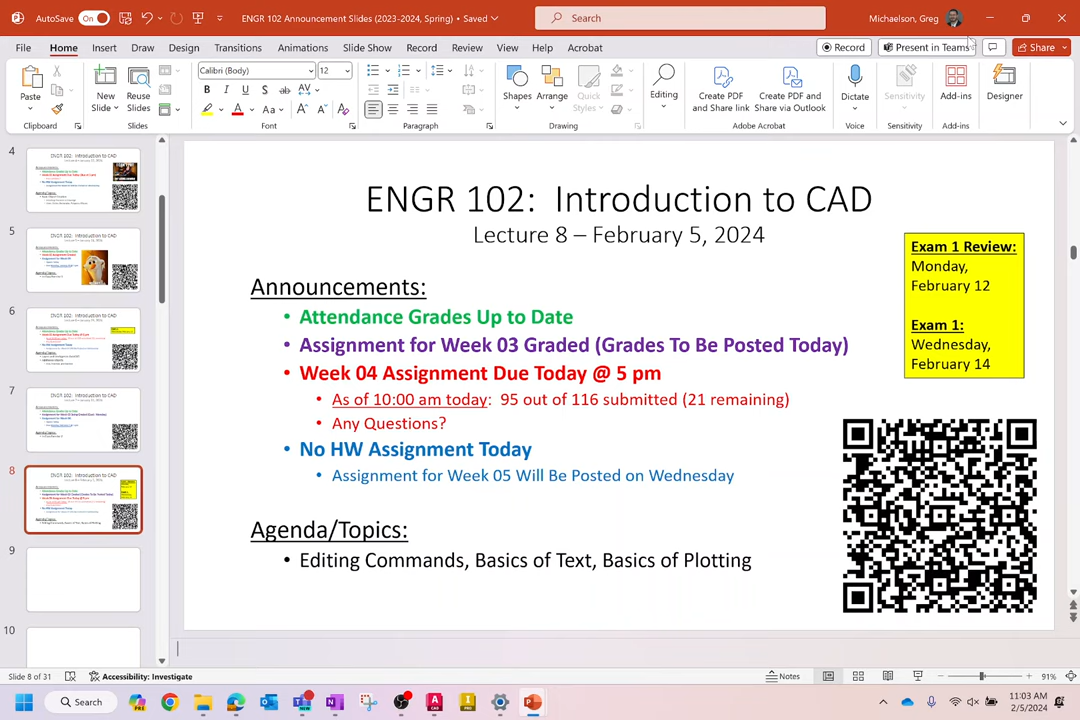 AutoSave On ENGR 102 Announcement Slides (2023-2024, Spring) • Saved Search Michaelson, Greg
File Home Insert Draw Design Transitions Animations Slide Show Record Review View Help Acrobat Record Present in Teams Share
Calibri (Body) 12
Paste New Slide Reuse Slides Shapes Arrange Quick Styles Editing Create PDF and Share link Create PDF and Share via Outlook Dictate Sensitivity Add-ins Designer
Clipboard Slides Font Paragraph Drawing Adobe Acrobat Voice Sensitivity Add-ins
4
5
6
7
8
9
10
ENGR 102: Introduction to CAD
Lecture 8 – February 5, 2024
Exam 1 Review:
Monday,
February 12
Exam 1:
Wednesday,
February 14
Announcements:
• Attendance Grades Up to Date
• Assignment for Week 03 Graded (Grades To Be Posted Today)
• Week 04 Assignment Due Today @ 5 pm
• As of 10:00 am today: 95 out of 116 submitted (21 remaining)
• Any Questions?
• No HW Assignment Today
• Assignment for Week 05 Will Be Posted on Wednesday
Agenda/Topics:
• Editing Commands, Basics of Text, Basics of Plotting
Slide 8 of 31 Accessibility: Investigate Notes 91%
Search 11:03 AM
2/5/2024